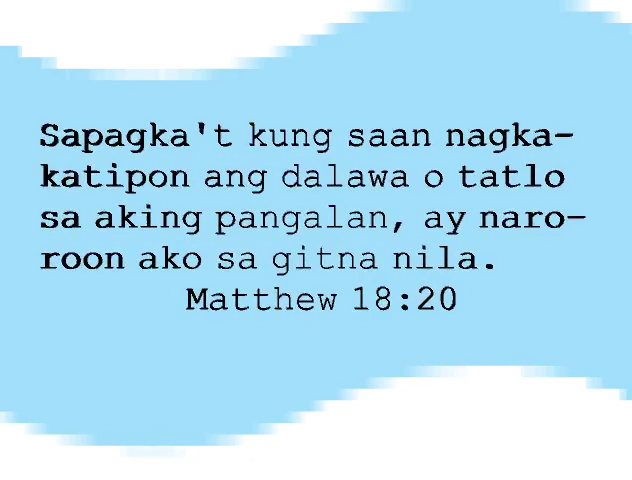 Sapagka't kung saan nagka-
katipon ang dalawa o tatlo
sa aking pangalan, ay naro-
roon ako sa gitna nila.
Matthew 18:20